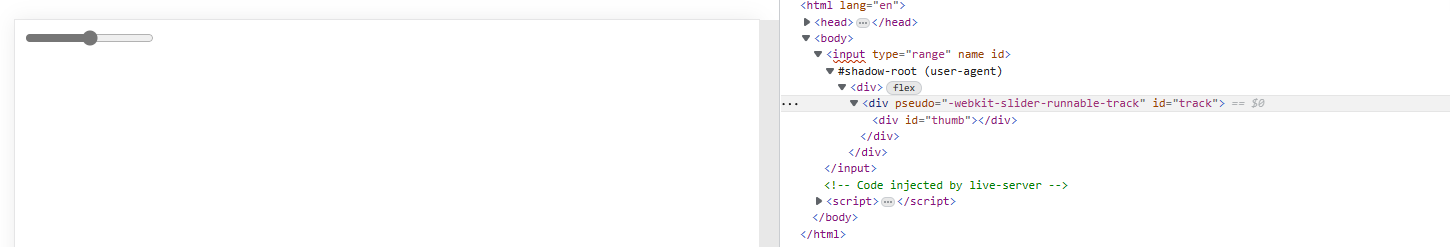 <html lang="en">
<head> ... </head>
<body>
<input type="range" name id>
#shadow-root (user-agent)
<div> flex
... <div pseudo="-webkit-slider-runnable-track" id="track"> == $0
<div id="thumb"></div>
</div>
</div>
</input>
<!-- Code injected by live-server -->
<script> ... </script>
</body>
</html>